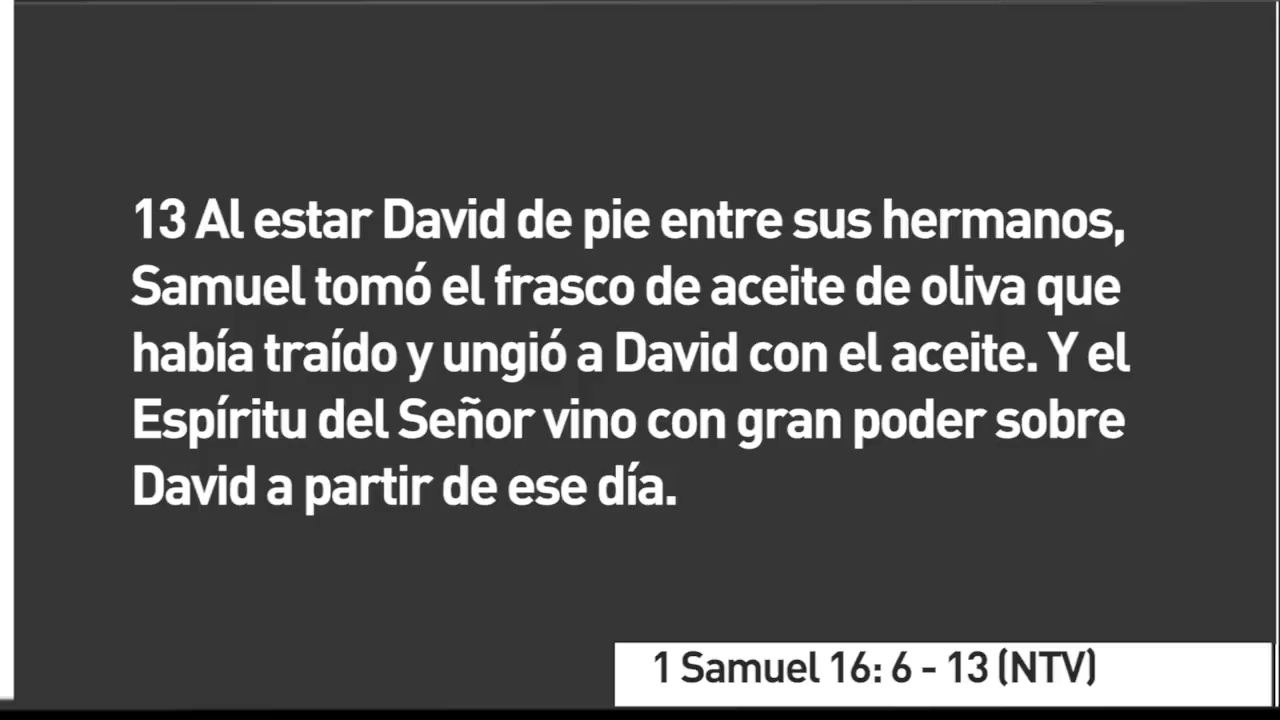 13 Al estar David de pie entre sus hermanos,
Samuel tomó el frasco de aceite de oliva que
había traído y ungió a David con el aceite. Y el
Espíritu del Señor vino con gran poder sobre
David a partir de ese día.
1 Samuel 16: 6 - 13 (NTV)